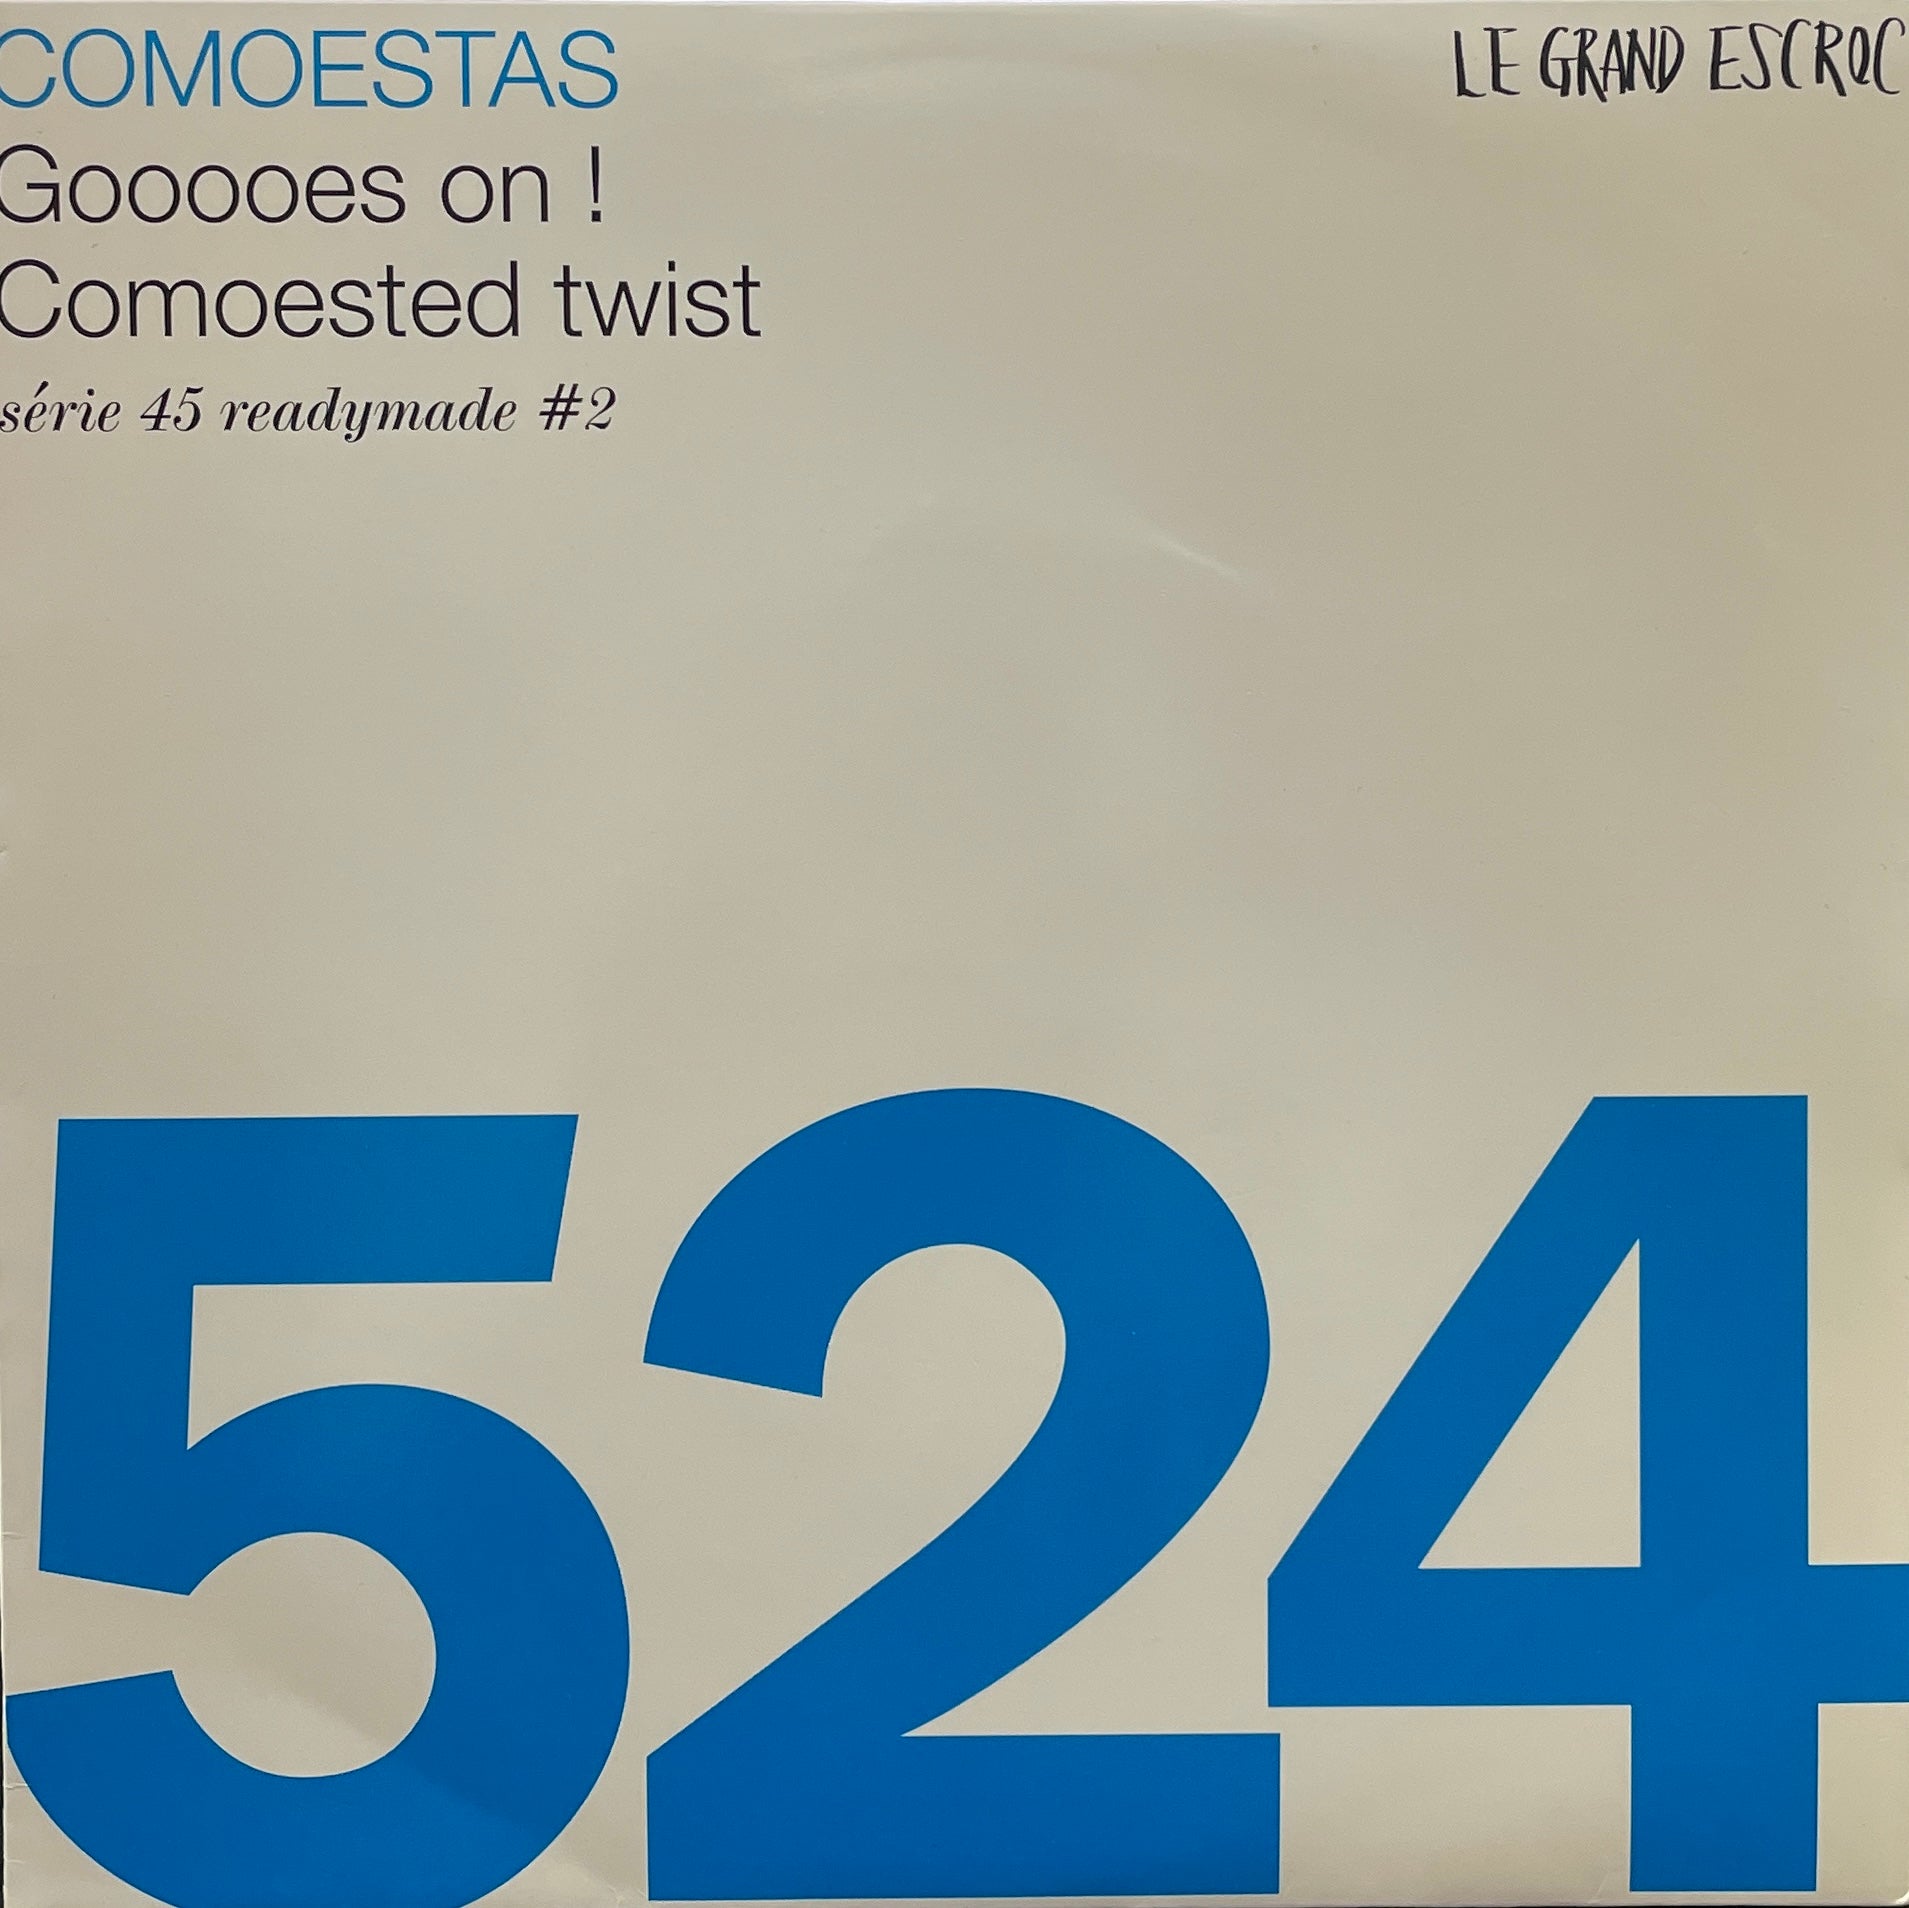 COMOESTAS
LE GRAND ESCROC
Gooooes on !
Comoested twist
série 45 readymade #2
524